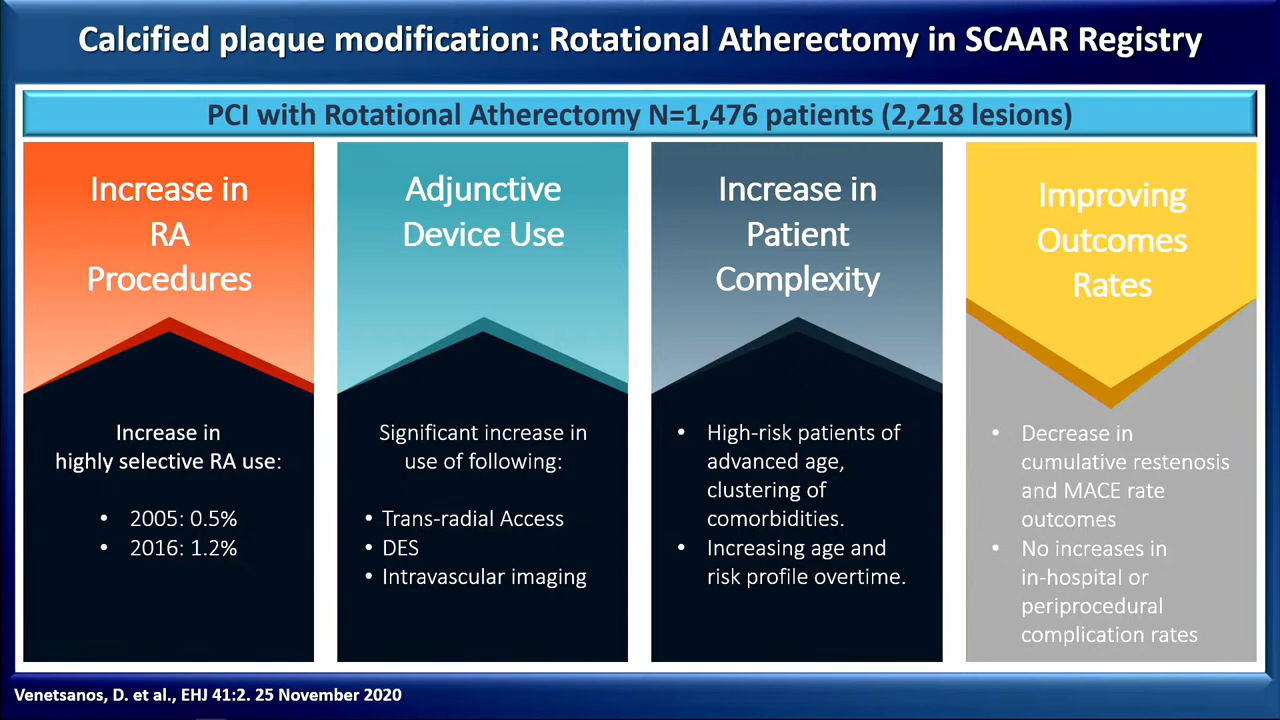 Calcified plaque modification: Rotational Atherectomy in SCAAR Registry
PCI with Rotational Atherectomy N=1,476 patients (2,218 lesions)
Increase in
RA
Procedures
Increase in
highly selective RA use:
• 2005: 0.5%
• 2016: 1.2%
Adjunctive
Device Use
Significant increase in
use of following:
• Trans-radial Access
• DES
• Intravascular imaging
Increase in
Patient
Complexity
• High-risk patients of
advanced age,
clustering of
comorbidities.
• Increasing age and
risk profile overtime.
Improving
Outcomes
Rates
• Decrease in
cumulative restenosis
and MACE rate
outcomes
• No increases in
in-hospital or
periprocedural
complication rates
Venetsanos, D. et al., EHJ 41:2. 25 November 2020